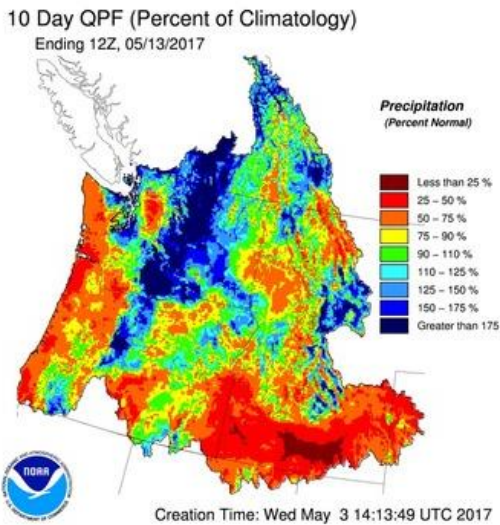 10 Day QPF (Percent of Climatology)
Ending 12Z, 05/13/2017
Precipitation
(Percent Normal)
Less than 25 %
25 – 50 %
50 – 75 %
75 – 90 %
90 – 110 %
110 – 125 %
125 – 150 %
150 – 175 %
Greater than 175
NOAA
Creation Time: Wed May 3 14:13:49 UTC 2017